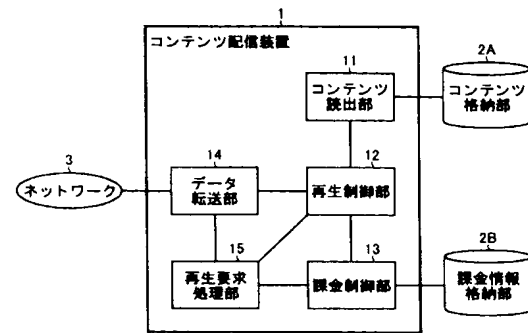 1
コンテンツ配信装置
11
コンテンツ
読出部
2A
コンテンツ
格納部
3
ネットワーク
14
データ
転送部
12
再生制御部
15
再生要求
処理部
13
課金制御部
2B
課金情報
格納部